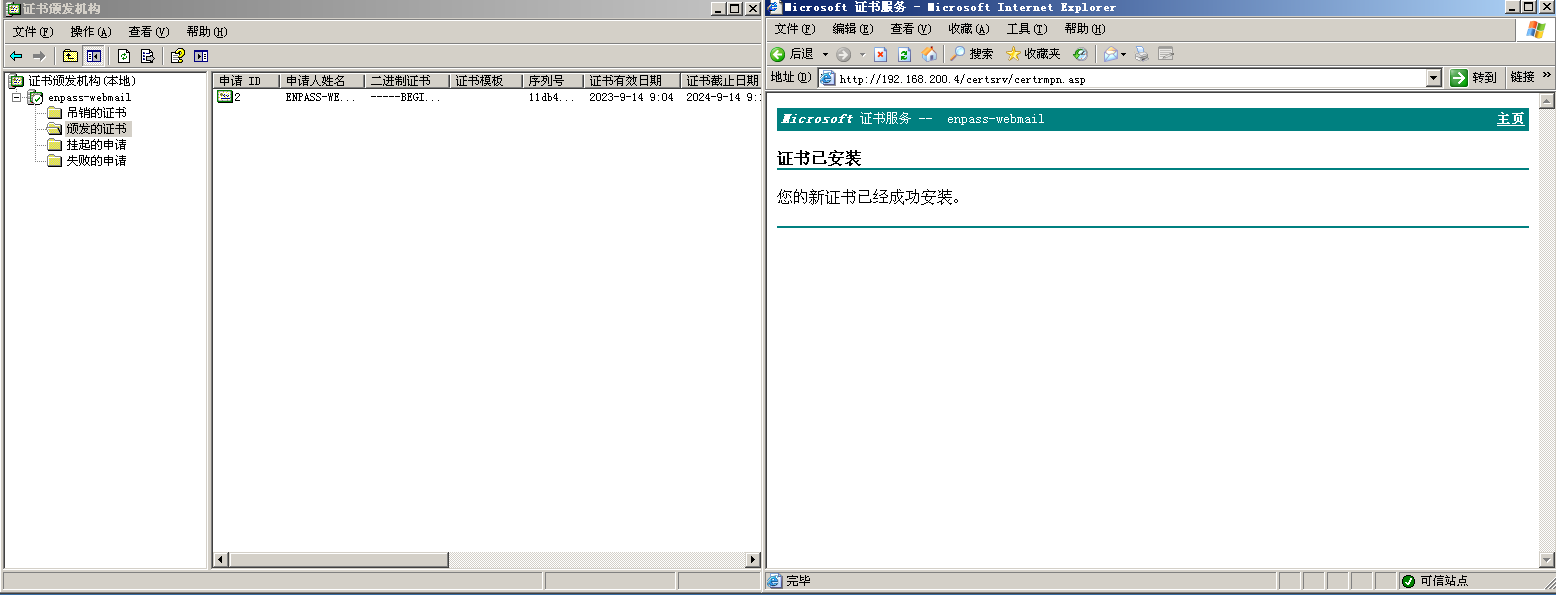 证书颁发机构
文件(F) 操作(A) 查看(V) 帮助(H)
证书颁发机构(本地)
enpass-webmail
吊销的证书
颁发的证书
挂起的申请
失败的申请
申请 ID 申请人姓名 二进制证书 证书模板 序列号 证书有效日期 证书截止日期
2 ENPASS-WE... -----BEGI... 11db4... 2023-9-14 9:04 2024-9-14 9:
Microsoft 证书服务 - Microsoft Internet Explorer
文件(F) 编辑(E) 查看(V) 收藏(A) 工具(T) 帮助(H)
后退 搜索 收藏夹
地址(D) http://192.168.200.4/certsrv/certrmpn.asp 转到 链接 »
Microsoft 证书服务 -- enpass-webmail 主页
证书已安装
您的新证书已经成功安装。
完毕 可信站点